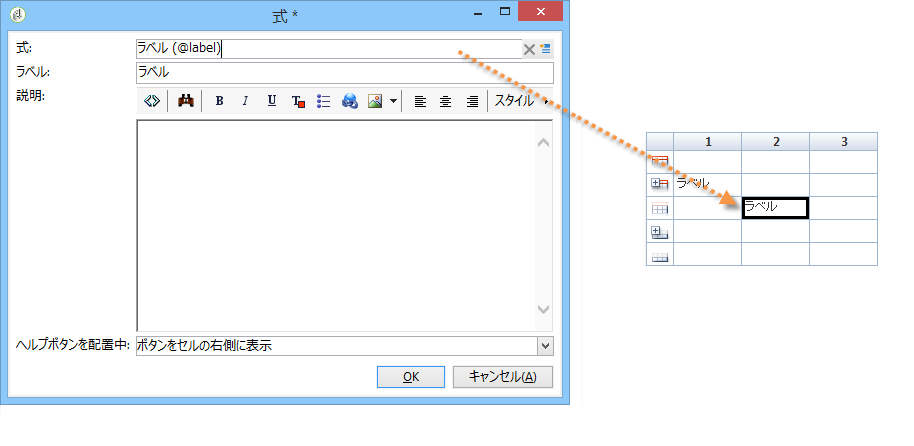 式 *
式:
ラベル (@label)
ラベル:
ラベル
説明:
B I U T スタイル
ヘルプボタンを配置中:
ボタンをセルの右側に表示
OK
キャンセル(A)
1 2 3
ラベル
ラベル